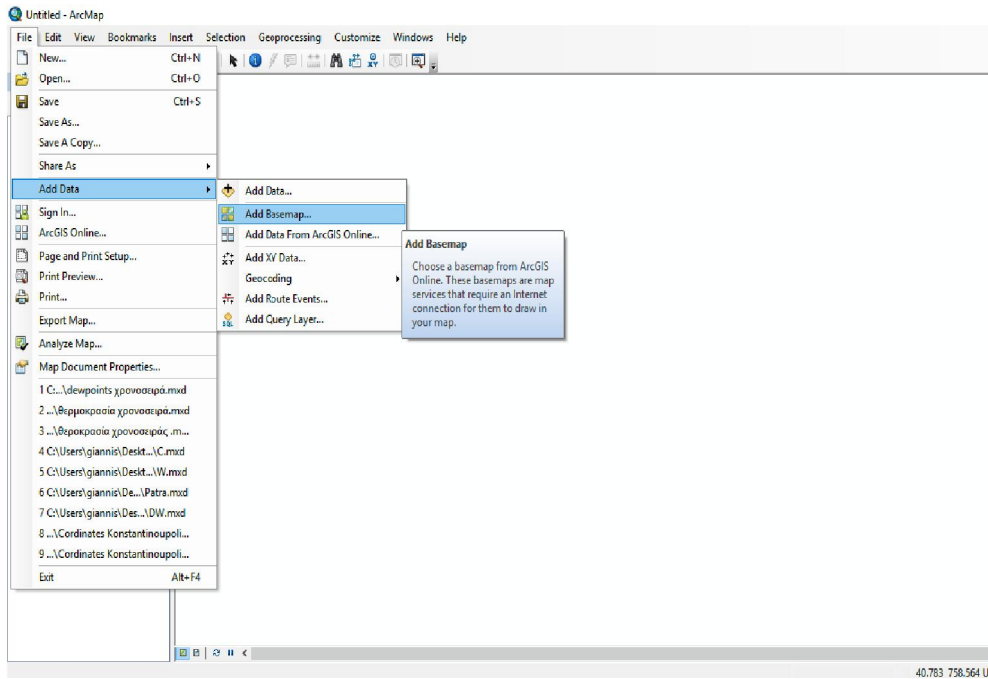 Untitled - ArcMap
File Edit View Bookmarks Insert Selection Geoprocessing Customize Windows Help
New... Ctrl+N
Open... Ctrl+O
Save Ctrl+S
Save As...
Save A Copy...
Share As
Add Data
Sign In...
ArcGIS Online...
Page and Print Setup...
Print Preview...
Print...
Export Map...
Analyze Map...
Map Document Properties...
1 C:...\dewpoints χρονοσειρά.mxd
2 ...\θερμοκρασία χρονοσειρά.mxd
3 ...\θεροκρασία χρονοσειράς .m...
4 C:\Users\giannis\Deskt...\C.mxd
5 C:\Users\giannis\Deskt...\W.mxd
6 C:\Users\giannis\De...\Patra.mxd
7 C:\Users\giannis\Des...\DW.mxd
8 ...\Cordinates Konstantinoupoli...
9 ...\Cordinates Konstantinoupoli...
Exit Alt+F4
Add Data...
Add Basemap...
Add Data From ArcGIS Online...
Add XY Data...
Geocoding
Add Route Events...
Add Query Layer...
Add Basemap
Choose a basemap from ArcGIS
Online. These basemaps are map
services that require an Internet
connection for them to draw in
your map.
40.783 758.564 U